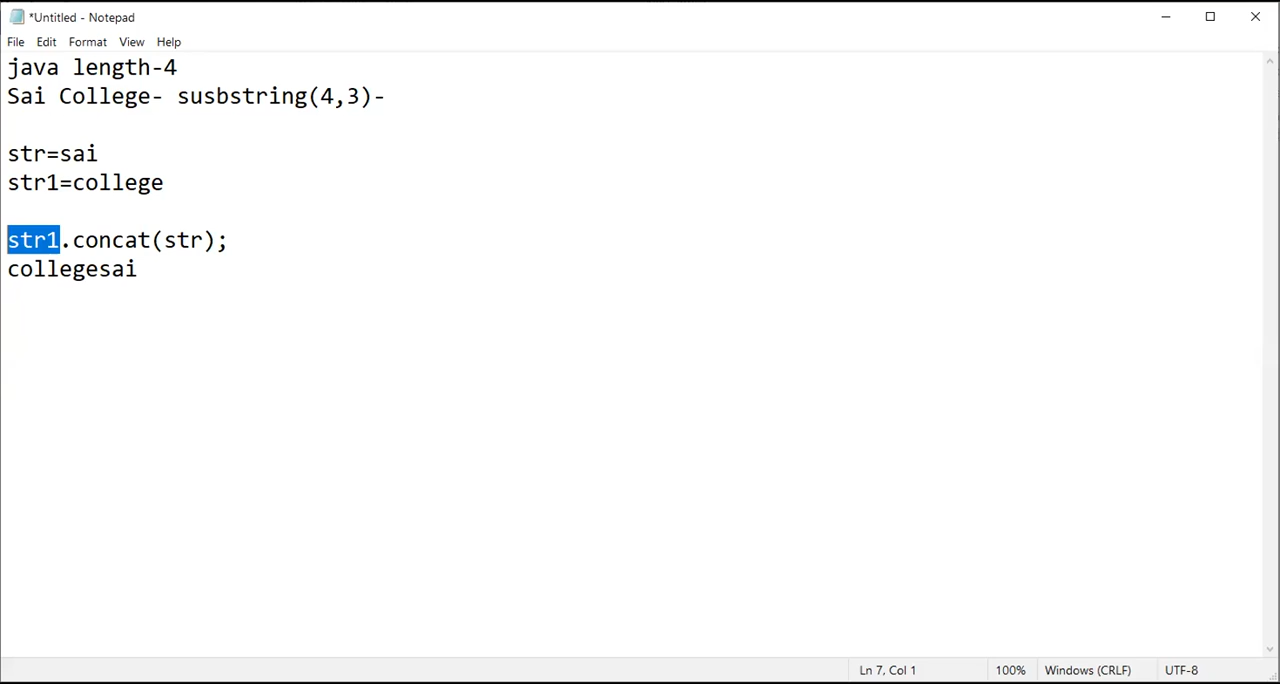 *Untitled - Notepad
File Edit Format View Help
java length-4
Sai College- susbstring(4,3)-
str=sai
str1=college
str1.concat(str);
collegesai
Ln 7, Col 1 100% Windows (CRLF) UTF-8